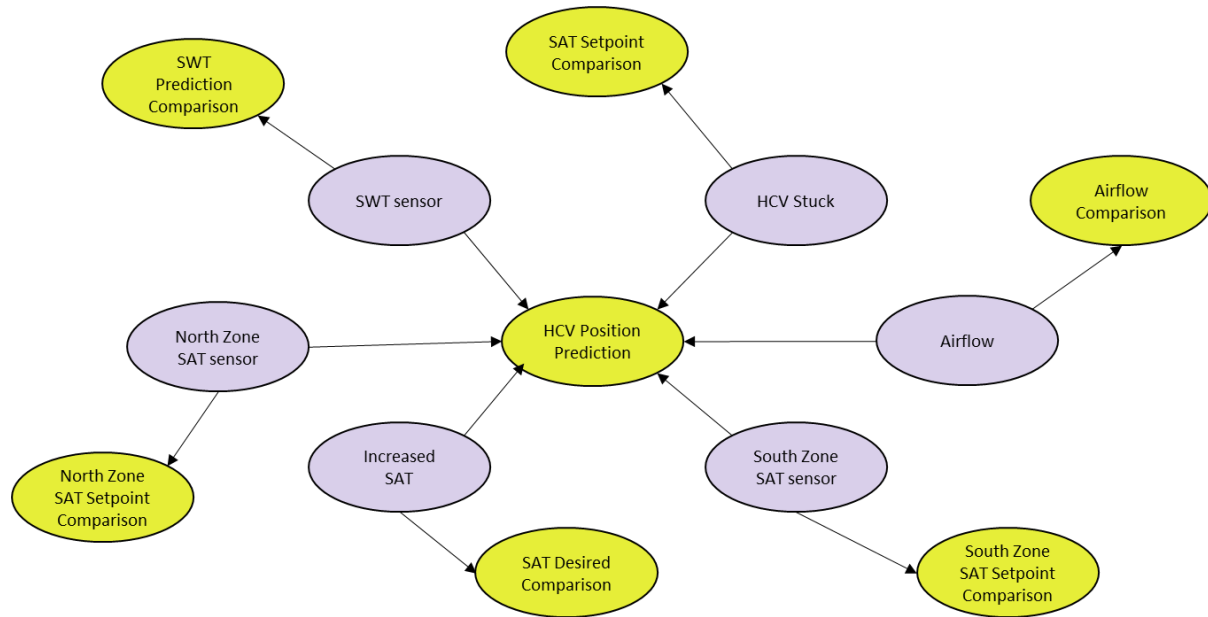 SWT
Prediction
Comparison
SAT Setpoint
Comparison
SWT sensor
HCV Stuck
Airflow
Comparison
North Zone
SAT sensor
HCV Position
Prediction
Airflow
North Zone
SAT Setpoint
Comparison
Increased
SAT
South Zone
SAT sensor
SAT Desired
Comparison
South Zone
SAT Setpoint
Comparison